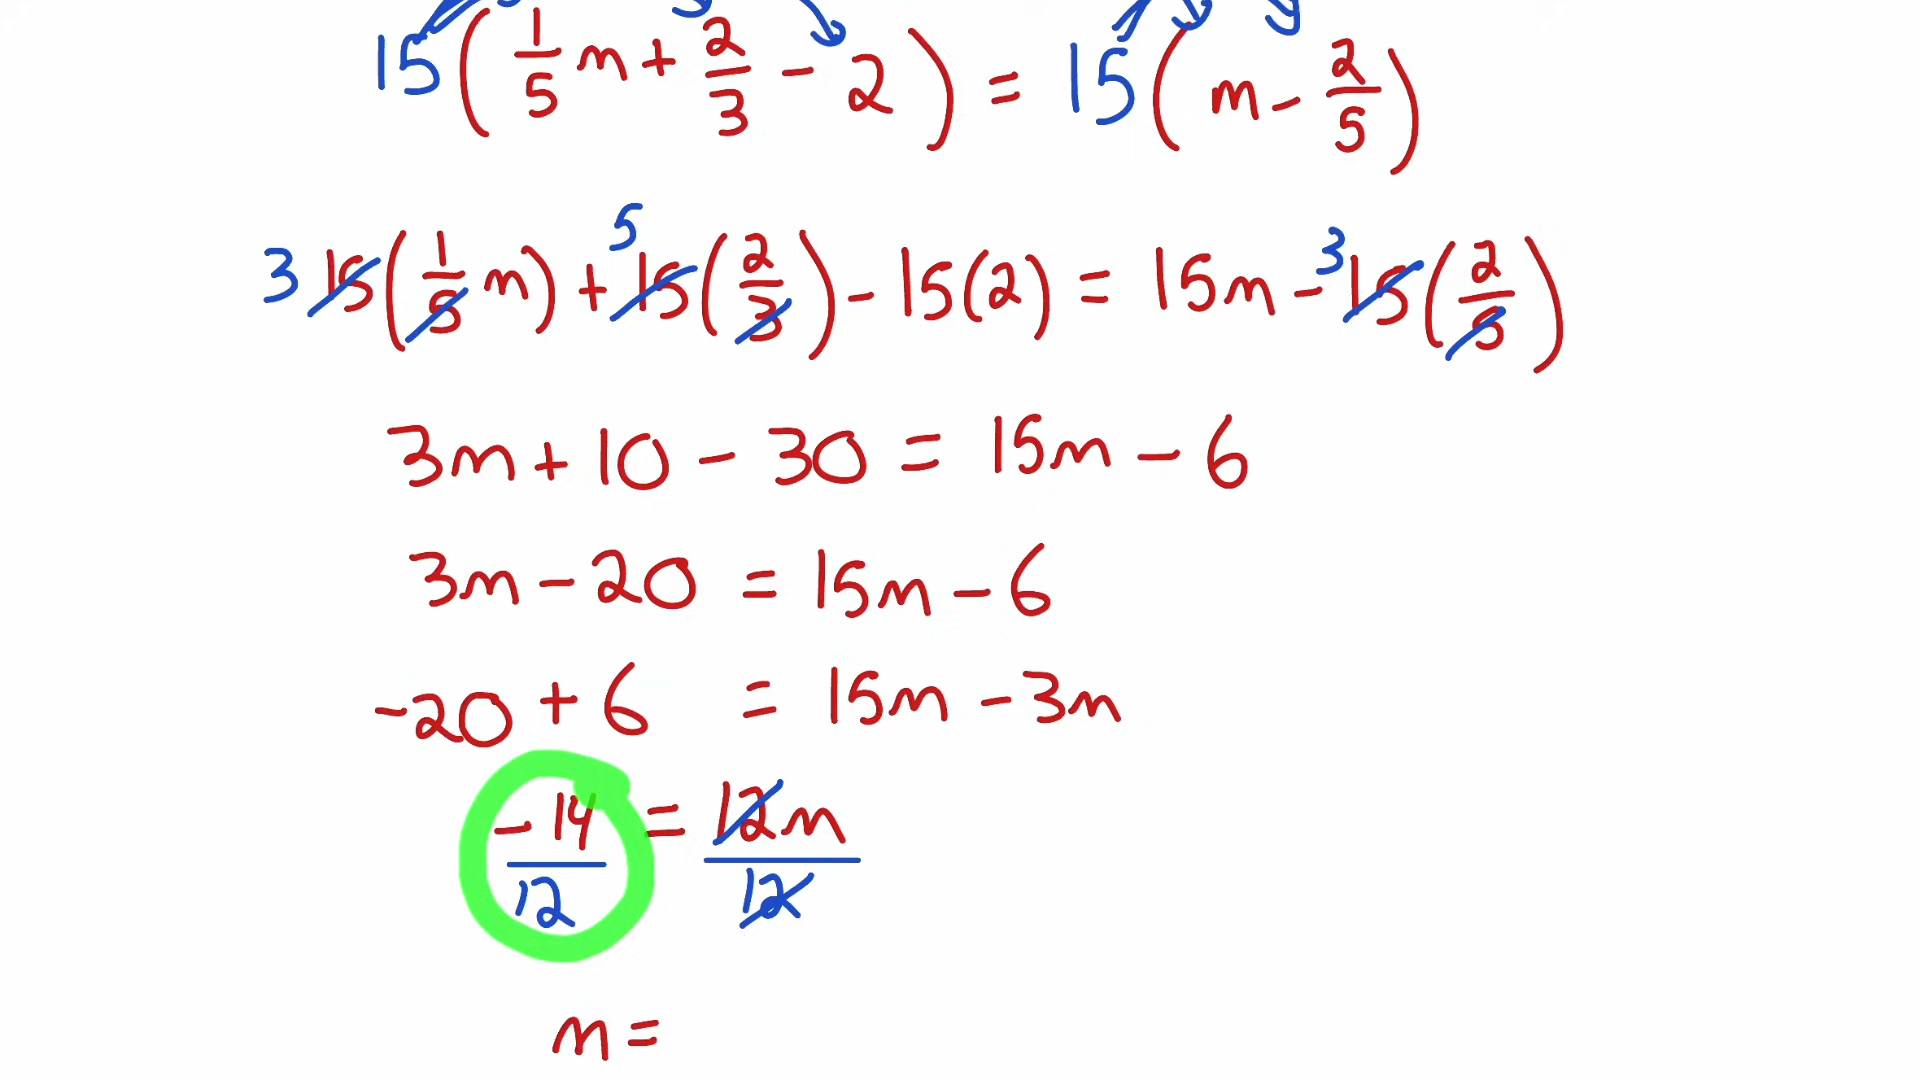 15(1/5 m + 2/3 - 2) = 15(m - 2/5)
3 15(1/5 m) + 5 15(2/3) - 15(2) = 15m - 3 15(2/5)
3m + 10 - 30 = 15m - 6
3m - 20 = 15m - 6
-20 + 6 = 15m - 3m
-14/12 = 12m/12
m =